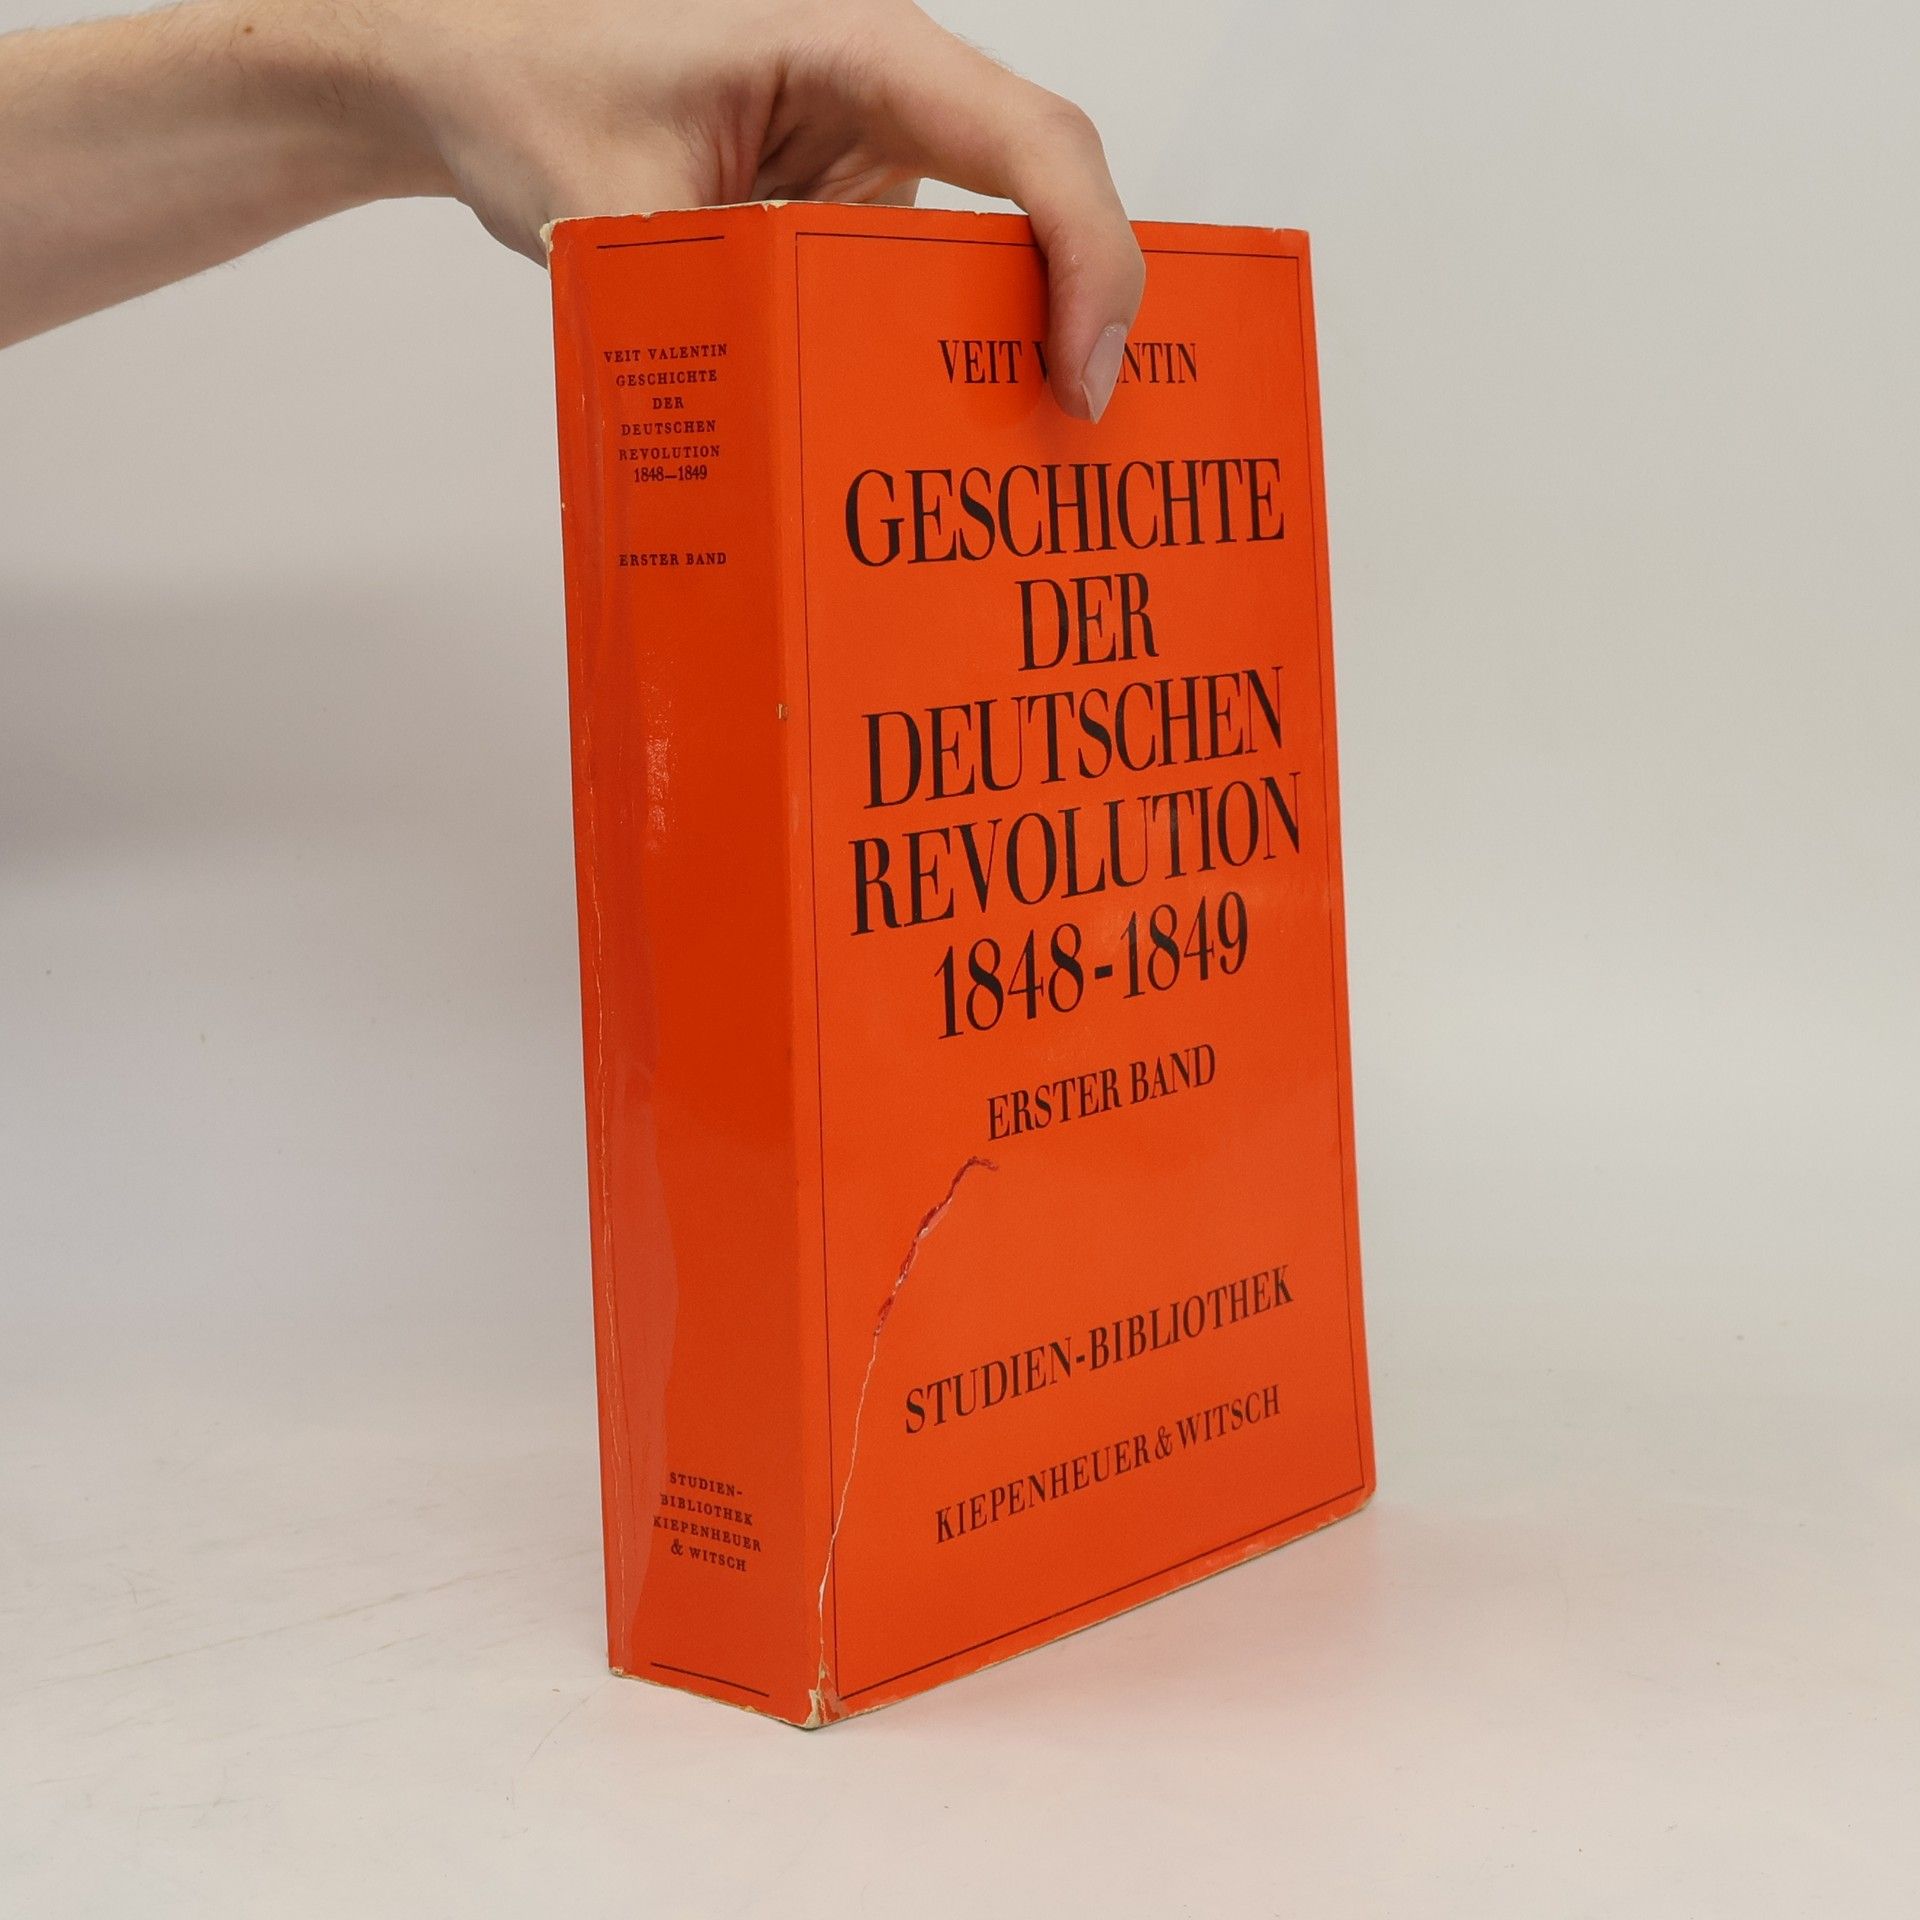 VEIT VALENTIN
GESCHICHTE
DER
DEUTSCHEN
REVOLUTION
1848—1849
ERSTER BAND
STUDIEN-
BIBLIOTHEK
KIEPENHEUER
& WITSCH
VEIT VALENTIN
GESCHICHTE
DER
DEUTSCHEN
REVOLUTION
1848-1849
ERSTER BAND
STUDIEN-BIBLIOTHEK
KIEPENHEUER & WITSCH